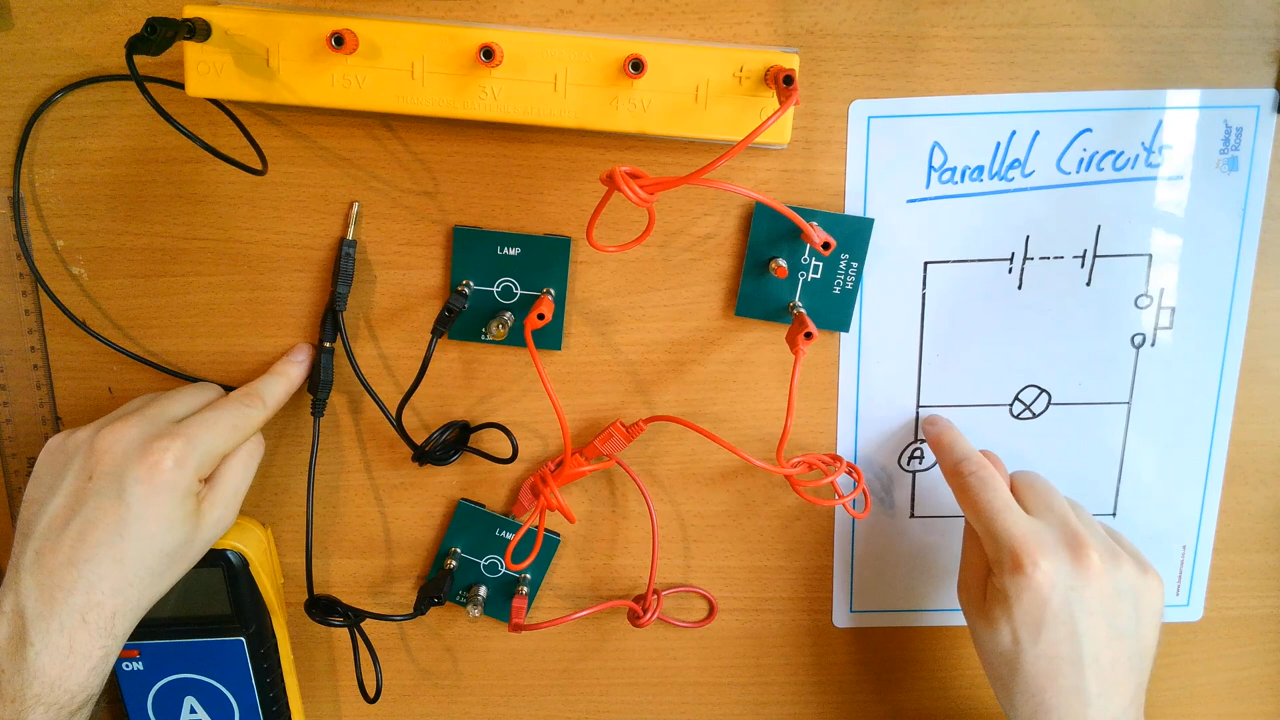 0V
1·5V
3V
4·5V
+
LAMP
PUSH
SWITCH
LAMP
Parallel Circuits
Baker
Ross
A
ON
A